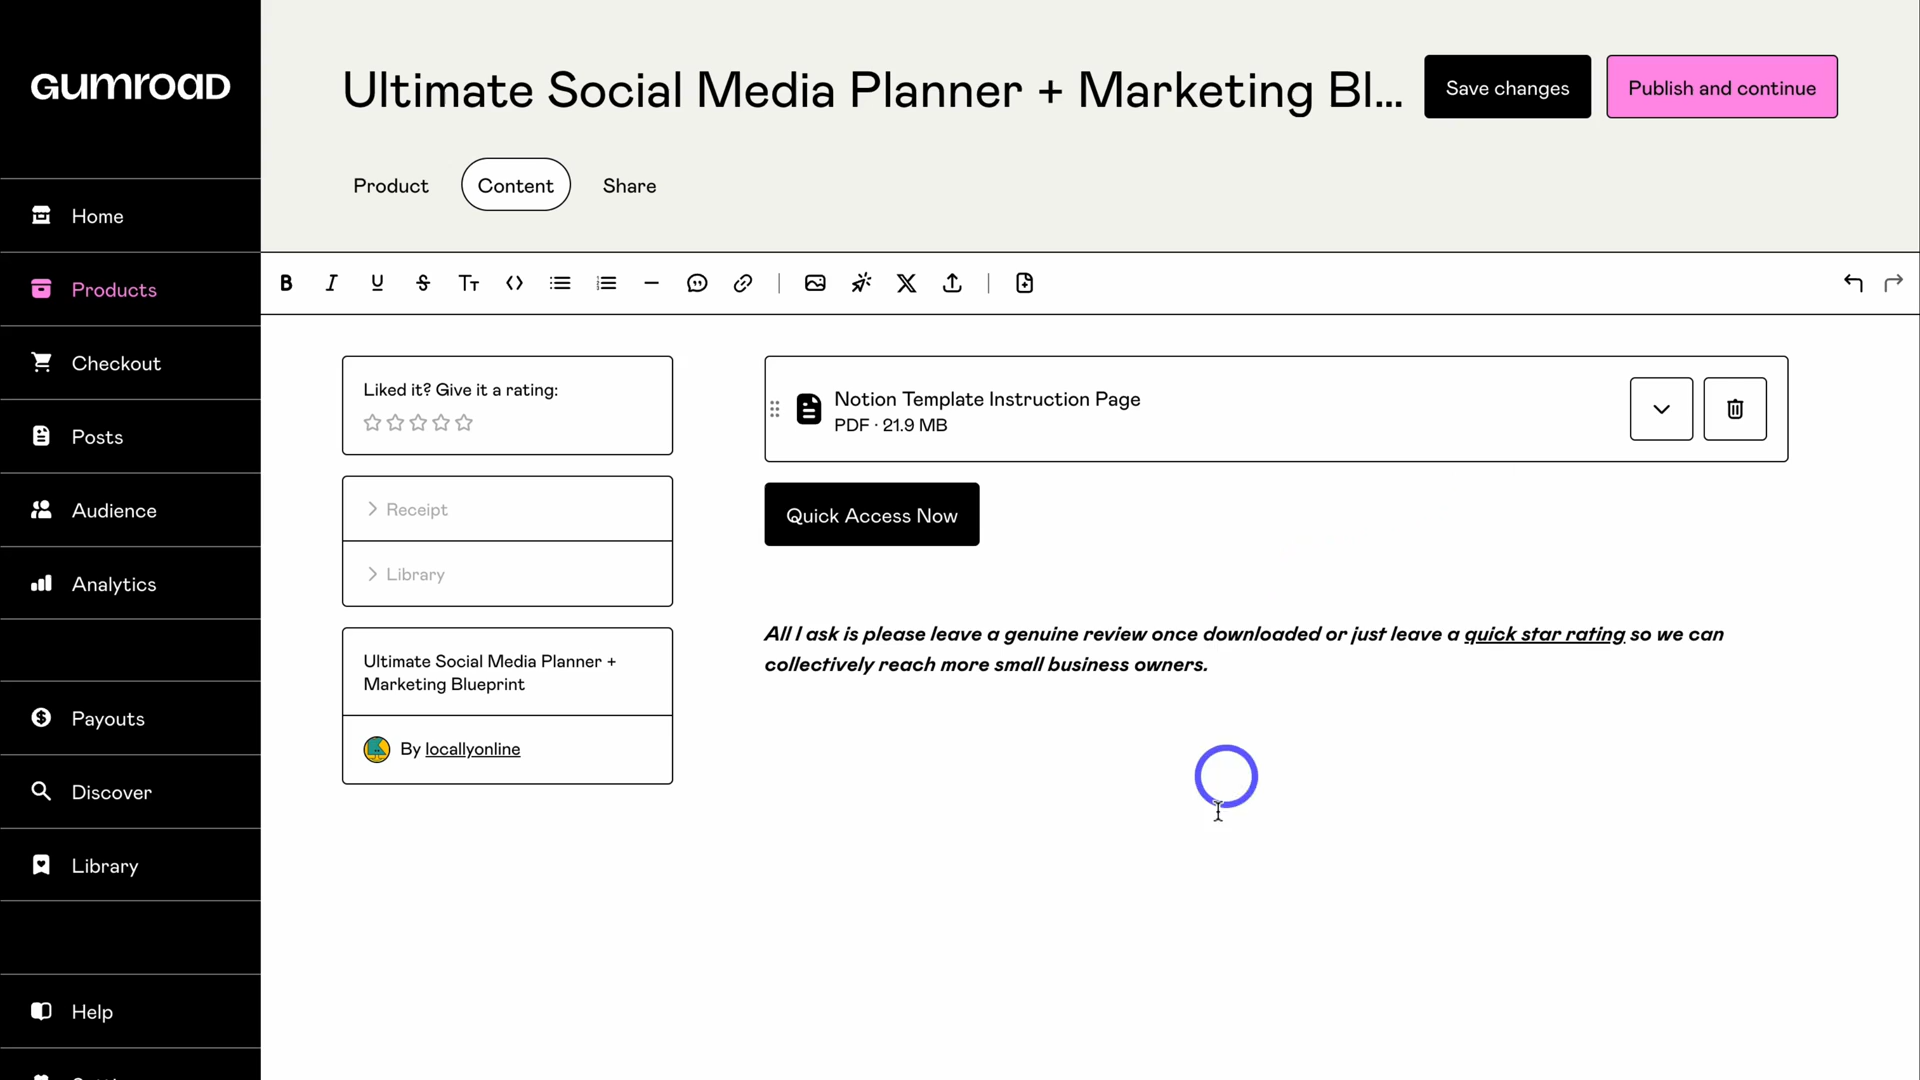 GUMROAD
Home
Products
Checkout
Posts
Audience
Analytics
Payouts
Discover
Library
Help
Ultimate Social Media Planner + Marketing Bl...
Save changes
Publish and continue
Product
Content
Share
Liked it? Give it a rating:
Receipt
Library
Ultimate Social Media Planner +
Marketing Blueprint
By locallyonline
Notion Template Instruction Page
PDF · 21.9 MB
Quick Access Now
All I ask is please leave a genuine review once downloaded or just leave a quick star rating so we can
collectively reach more small business owners.